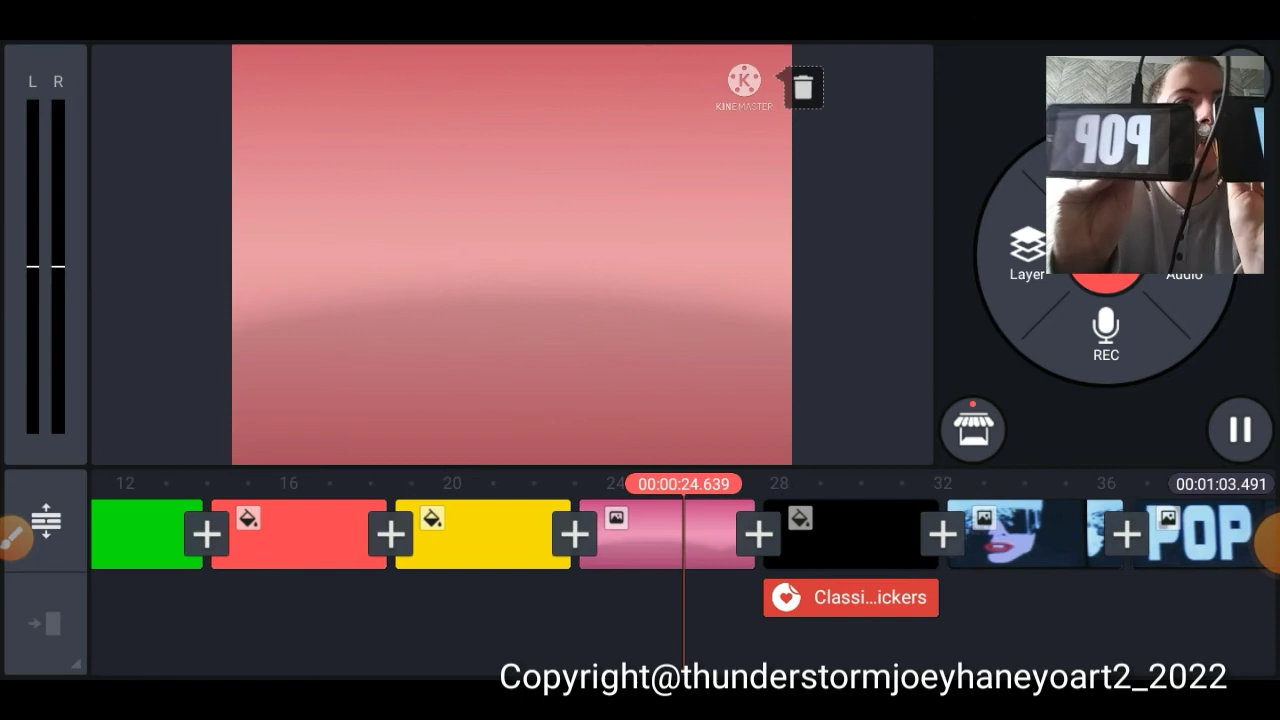 L R
KINEMASTER
POP
Layer
Audio
REC
12 16 20 24 00:00:24.639 28 32 36 00:01:03.491
POP
Classi...ickers
Copyright@thunderstormjoeyhaneyoart2_2022